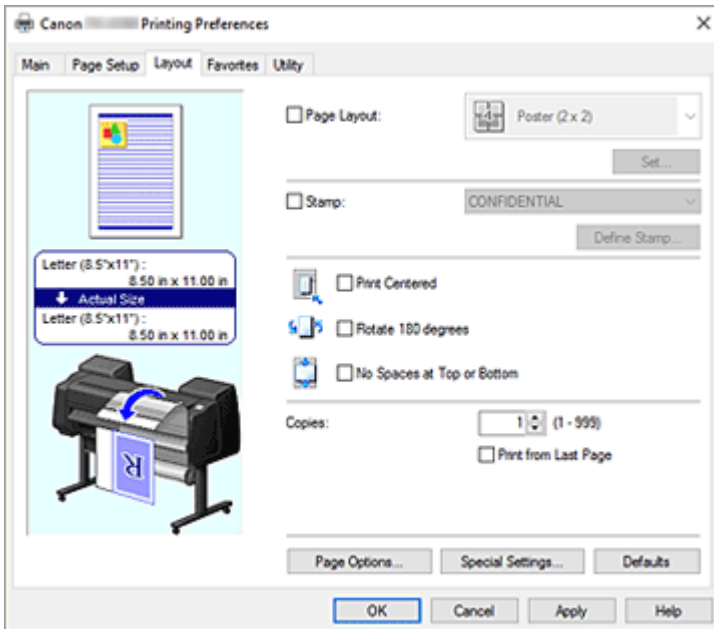 Canon Printing Preferences
Main Page Setup Layout Favortes Utility
Page Layout: Poster (2 x 2)
Set...
Stamp: CONFIDENTIAL
Define Stamp...
Letter (8.5"x11") :
8.50 in x 11.00 in
Actual Size
Letter (8.5"x11") :
8.50 in x 11.00 in
Print Centered
Rotate 180 degrees
No Spaces at Top or Bottom
Copies: 1 (1 - 999)
Print from Last Page
R
Page Options... Special Settings... Defaults
OK Cancel Apply Help